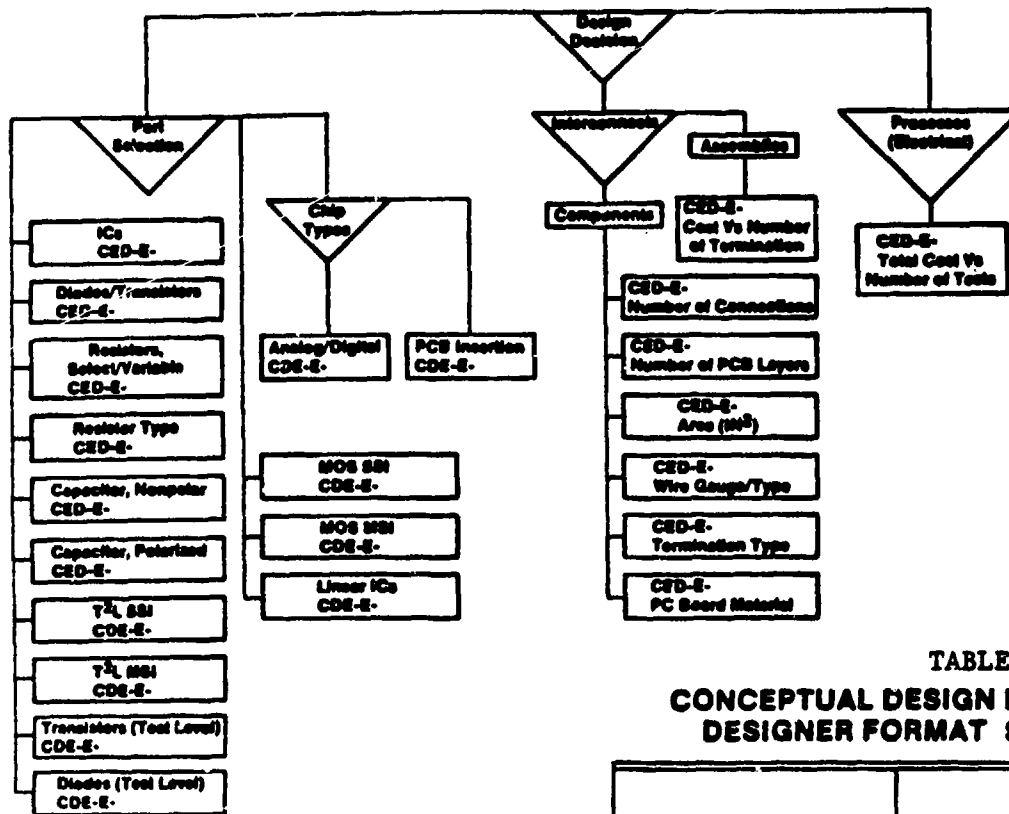 Design
Decision
Part
Selection
ICs
CED-E-
Diodes/Transistors
CED-E-
Resistors,
Select/Variable
CED-E-
Resistor Type
CED-E-
Capacitor, Nonpolar
CED-E-
Capacitor, Polarized
CED-E-
T²L SSI
CDE-E-
T²L MSI
CDE-E-
Transistors (Test Level)
CDE-E-
Diodes (Test Level)
CDE-E-
Chip
Types
Analog/Digital
CDE-E-
PCB Insertion
CDE-E-
MOS SSI
CDE-E-
MOS MSI
CDE-E-
Linear ICs
CDE-E-
Interconnects
Assemblies
CED-E-
Cost Vs Number
of Termination
Components
CED-E-
Number of Connections
CED-E-
Number of PCB Layers
CED-E-
Area (IN²)
CED-E-
Wire Gauge/Type
CED-E-
Termination Type
CED-E-
PC Board Material
Processes
(Electrical)
CED-E-
Total Cost Vs
Number of Tests
TABLE
CONCEPTUAL DESIGN
DESIGNER FORMAT